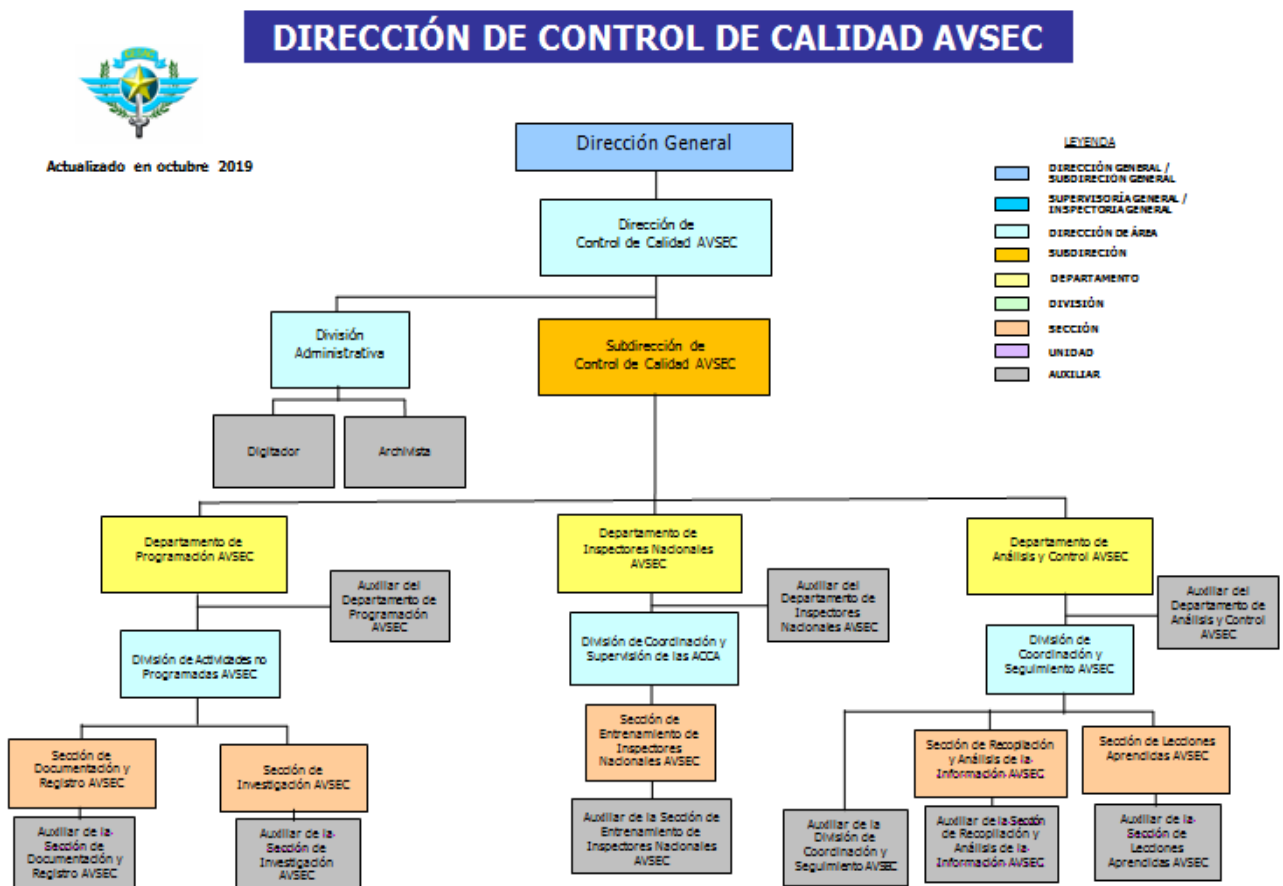 DIRECCIÓN DE CONTROL DE CALIDAD AVSEC
Actualizado en octubre 2019
Dirección General
LEYENDA
DIRECCIÓN GENERAL /
SUBDIRECIÓN GENERAL
SUPERVISORÍA GENERAL /
INSPECTORIA GENERAL
DIRECCIÓN DE ÁREA
SUBDIRECIÓN
DEPARTAMENTO
DIVISIÓN
SECCIÓN
UNIDAD
AUXILIAR
Dirección de
Control de Calidad AVSEC
División
Administrativa
Subdirección de
Control de Calidad AVSEC
Digitador
Archivista
Departamento de
Programación AVSEC
Auxiliar del
Departamento de
Programación
AVSEC
División de Actividades no
Programadas AVSEC
Sección de
Documentación y
Registro AVSEC
Sección de
Investigación AVSEC
Auxiliar de la
Sección de
Documentación y
Registro AVSEC
Auxiliar de la
Sección de
Investigación
AVSEC
Departamento de
Inspectores Nacionales
AVSEC
Auxiliar del
Departamento de
Inspectores
Nacionales AVSEC
División de Coordinación y
Supervisión de las ACCA
Sección de
Entrenamiento de
Inspectores
Nacionales AVSEC
Auxiliar de la Sección de
Entrenamiento de
Inspectores Nacionales
AVSEC
Departamento de
Análisis y Control AVSEC
Auxiliar del
Departamento de
Análisis y Control
AVSEC
División de
Coordinación y
Seguimiento AVSEC
Sección de Recopilación
y Análisis de la
Información AVSEC
Sección de Lecciones
Aprendidas AVSEC
Auxiliar de la
División de
Coordinación y
Seguimiento AVSEC
Auxiliar de la Sección
de Recopilación y
Análisis de la
Información AVSEC
Auxiliar de la
Sección de
Lecciones
Aprendidas AVSEC